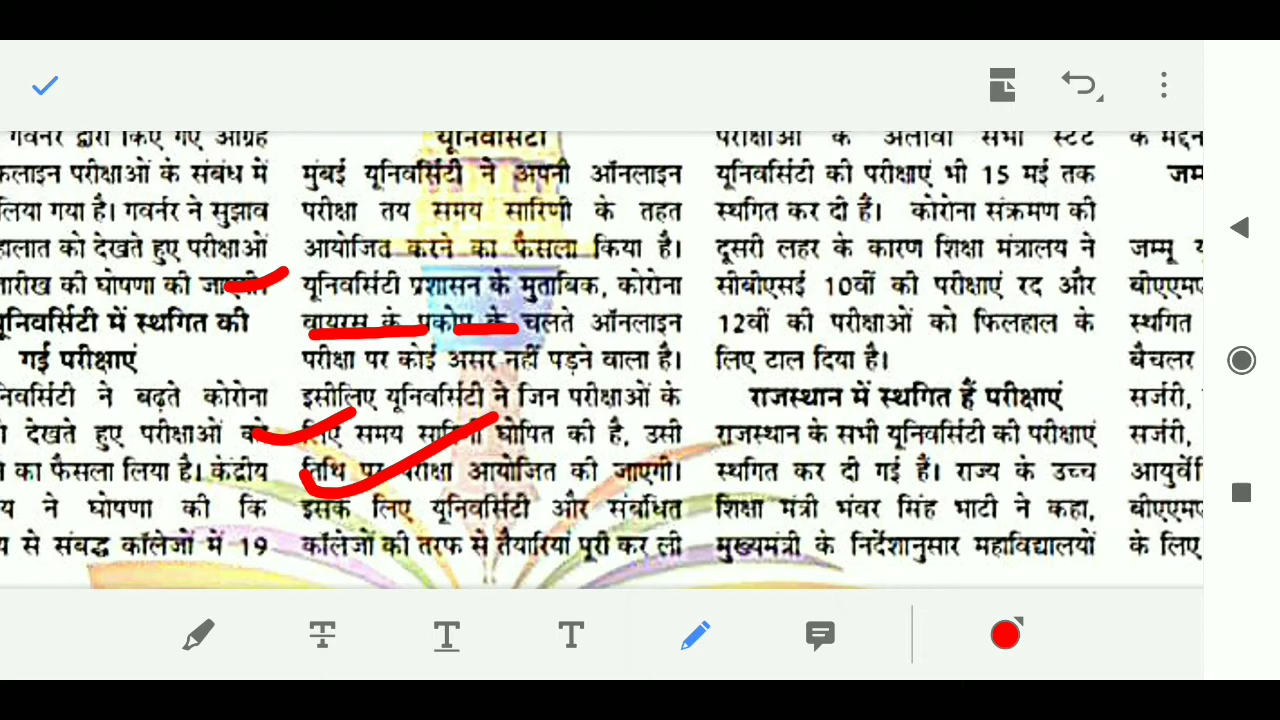 गवर्नर द्वारा किए गए आग्रह
परीक्षाओं के संबंध में
लिया गया है। गवर्नर ने सुझाव
हालात को देखते हुए परीक्षाओं
तारीख की घोषणा की जाएगी।
यूनिवर्सिटी में स्थगित की
गई परीक्षाएं
ने बढ़ते कोरोना
देखते हुए परीक्षाओं को
का फैसला लिया है। केंद्रीय
ने घोषणा की कि
से संबद्ध कॉलेजों में 19
यूनिवर्सिटी
मुंबई यूनिवर्सिटी ने अपनी ऑनलाइन
परीक्षा तय समय सारिणी के तहत
आयोजित करने का फैसला किया है।
यूनिवर्सिटी प्रशासन के मुताबिक, कोरोना
वायरस के प्रकोप के चलते ऑनलाइन
परीक्षा पर कोई असर नहीं पड़ने वाला है।
इसीलिए यूनिवर्सिटी ने जिन परीक्षाओं के
लिए समय सारिणी घोषित की है, उसी
तिथि पर परीक्षा आयोजित की जाएगी।
इसके लिए यूनिवर्सिटी और संबंधित
कॉलेजों की तरफ से तैयारियां पूरी कर ली
परीक्षाओं के अलावा सभी स्टेट
यूनिवर्सिटी की परीक्षाएं भी 15 मई तक
स्थगित कर दी हैं। कोरोना संक्रमण की
दूसरी लहर के कारण शिक्षा मंत्रालय ने
सीबीएसई 10वीं की परीक्षाएं रद और
12वीं की परीक्षाओं को फिलहाल के
लिए टाल दिया है।
राजस्थान में स्थगित हैं परीक्षाएं
राजस्थान के सभी यूनिवर्सिटी की परीक्षाएं
स्थगित कर दी गई हैं। राज्य के उच्च
शिक्षा मंत्री भंवर सिंह भाटी ने कहा,
मुख्यमंत्री के निर्देशानुसार महाविद्यालयों
के
जम्मू
स्थगित
बैचलर
सर्जरी,
सर्जरी,
के लिए